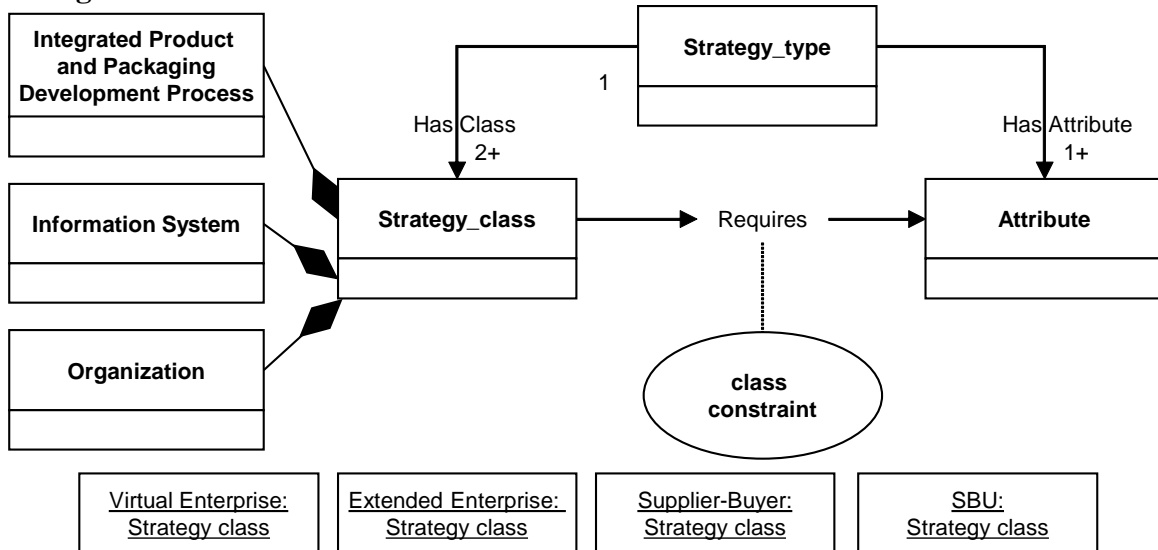 Integrated Product
and Packaging
Development Process
Strategy_type
1
Has Class
2+
Has Attribute
1+
Information System
Strategy_class
Requires
Attribute
Organization
class
constraint
Virtual Enterprise:
Strategy class
Extended Enterprise:
Strategy class
Supplier-Buyer:
Strategy class
SBU:
Strategy class